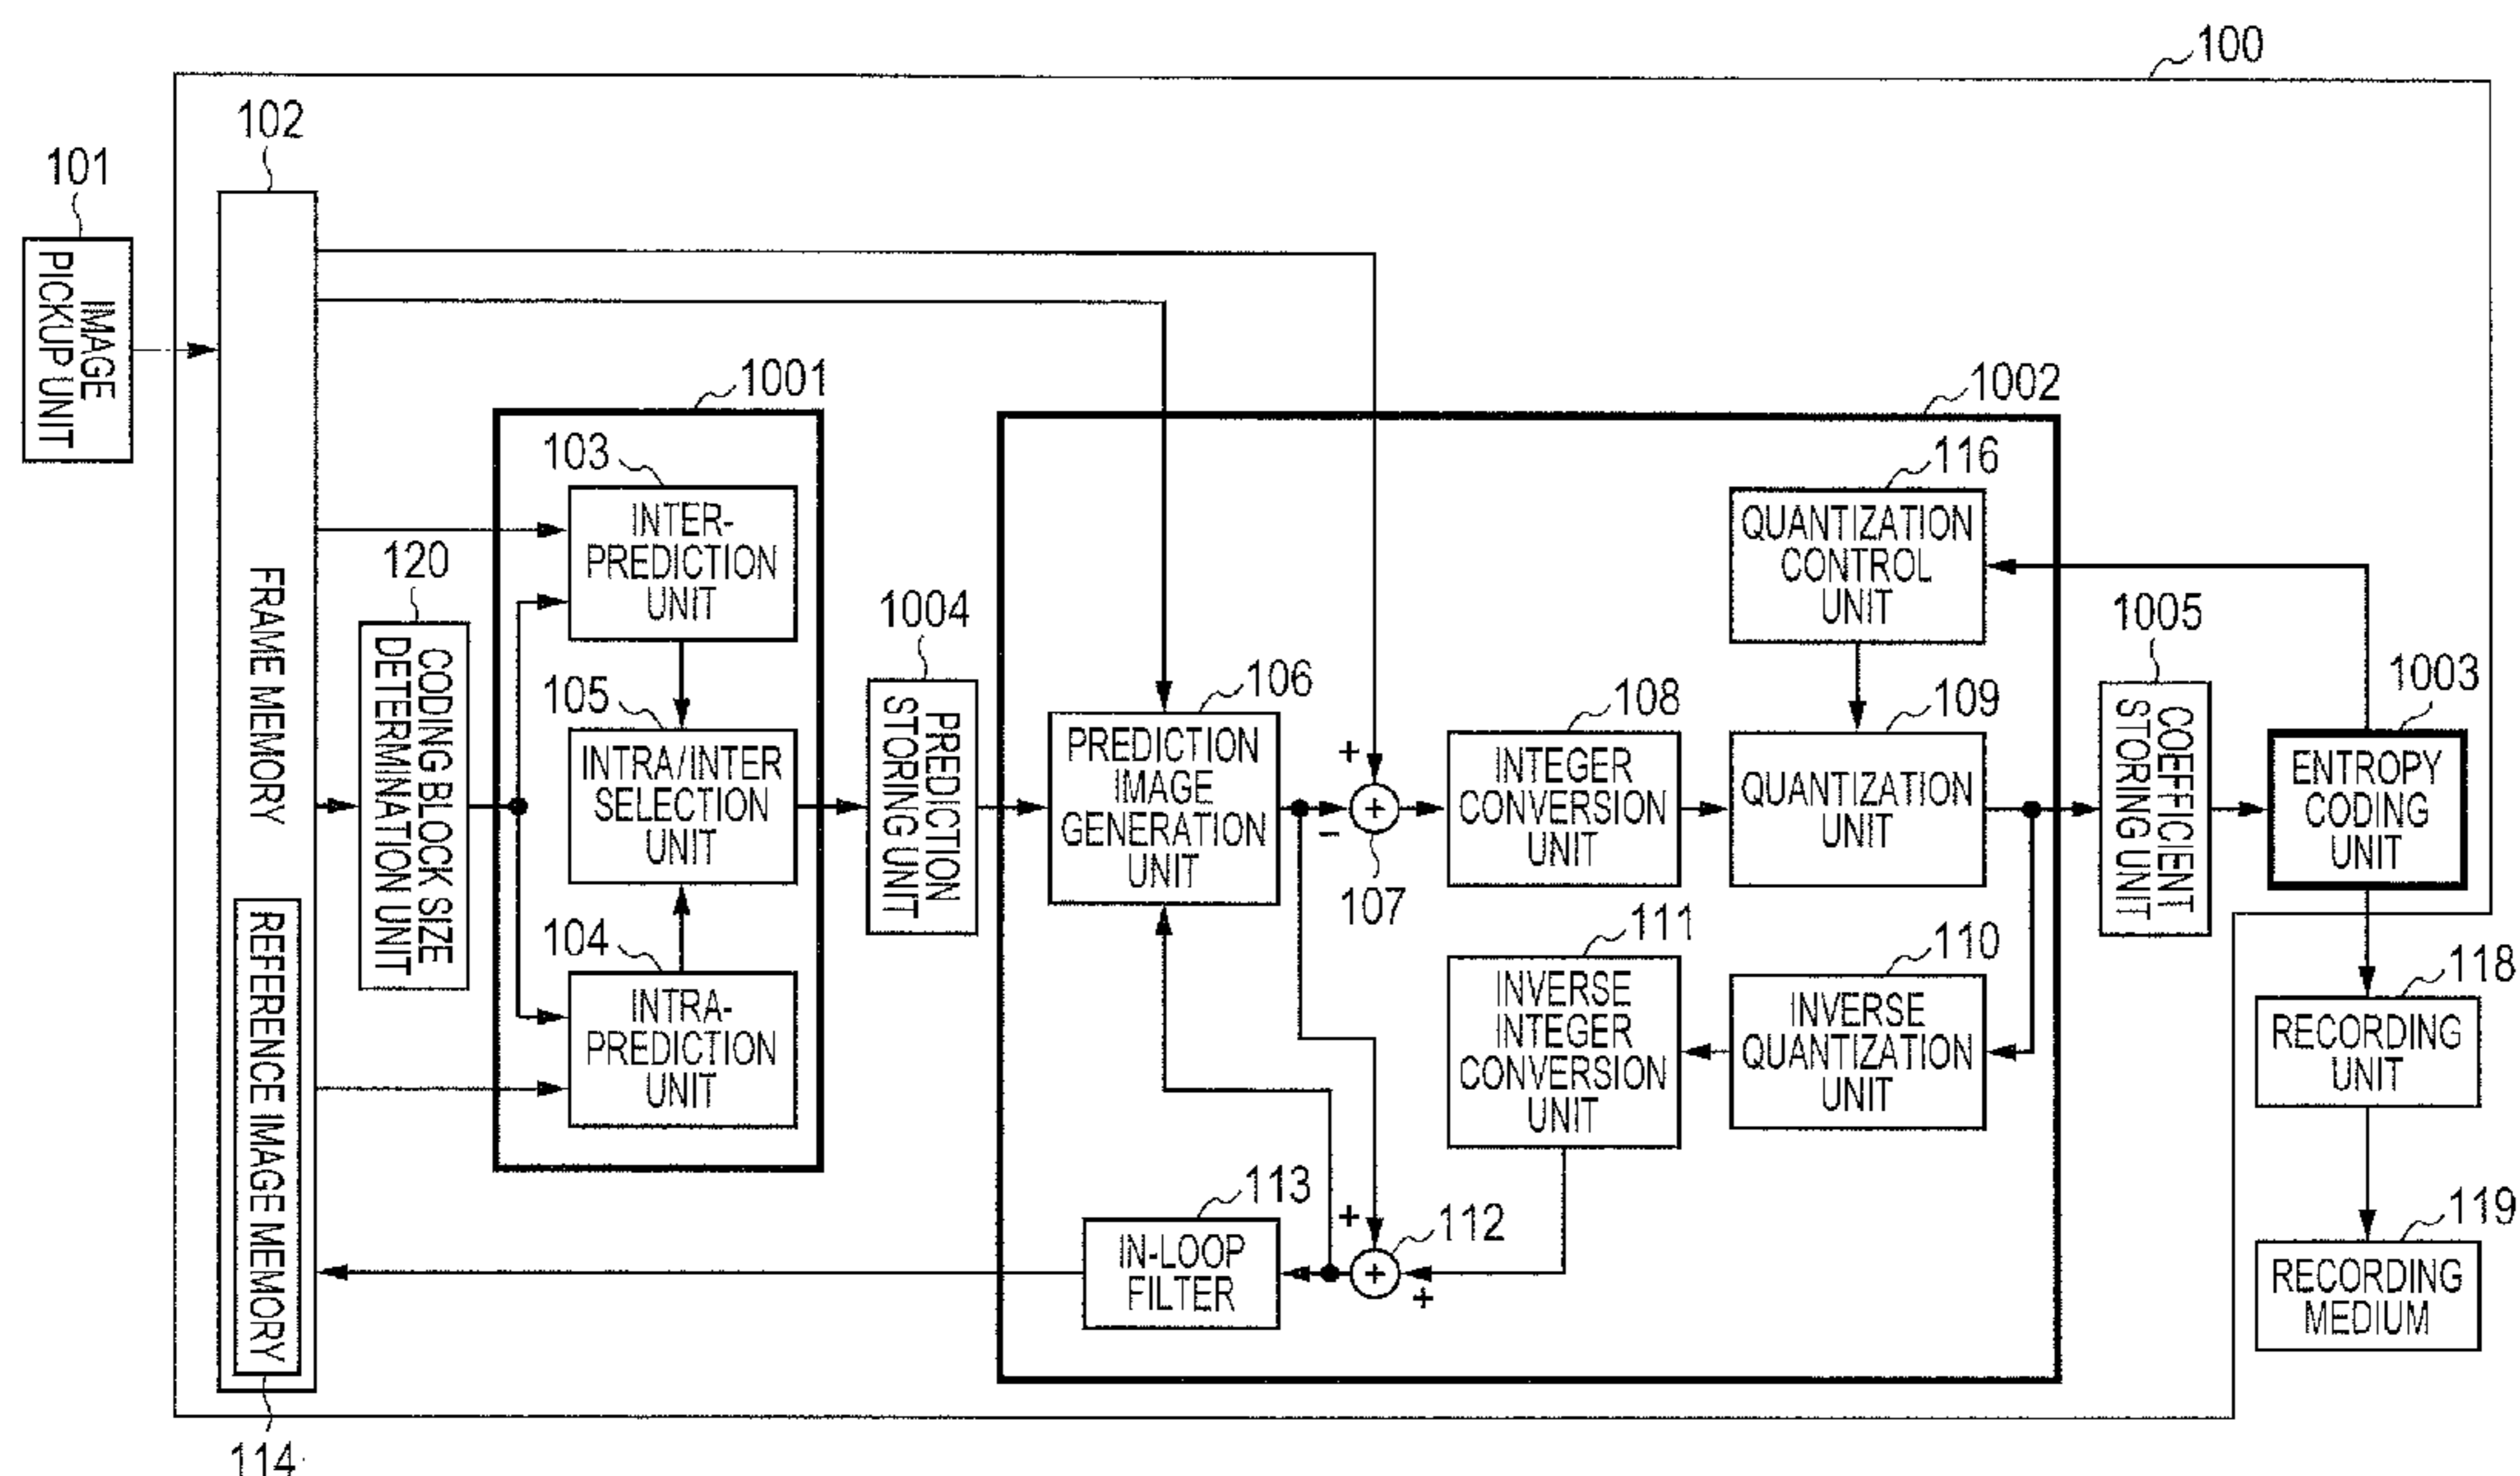 100
102
101
IMAGE
PICKUP UNIT
FRAME MEMORY
REFERENCE IMAGE MEMORY
114
120
CODING BLOCK SIZE
DETERMINATION UNIT
1001
103
INTER-
PREDICTION
UNIT
105
INTRA/INTER
SELECTION
UNIT
104
INTRA-
PREDICTION
UNIT
1004
PREDICTION
STORING UNIT
1002
106
PREDICTION
IMAGE
GENERATION
UNIT
+
−
+
107
108
INTEGER
CONVERSION
UNIT
116
QUANTIZATION
CONTROL
UNIT
109
QUANTIZATION
UNIT
111
INVERSE
INTEGER
CONVERSION
UNIT
110
INVERSE
QUANTIZATION
UNIT
113
IN-LOOP
FILTER
+
+
+
112
1005
COEFFICIENT
STORING UNIT
1003
ENTROPY
CODING
UNIT
118
RECORDING
UNIT
119
RECORDING
MEDIUM